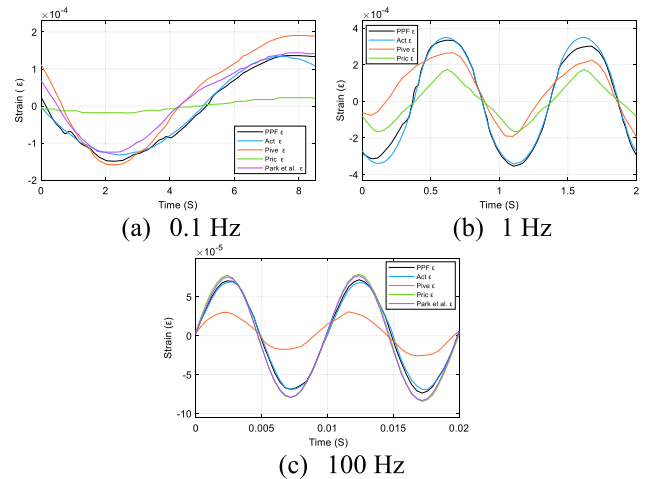 ×10-4
2
1
0
-1
-2
Strain (ε)
0 2 4 6 8
Time (S)
PPF ε
Act ε
Pive ε
Pric ε
Park et al. ε
(a) 0.1 Hz
×10-4
4
2
0
-2
-4
Strain (ε)
0 0.5 1 1.5 2
Time (S)
PPF ε
Act ε
Pive ε
Pric ε
(b) 1 Hz
×10-5
5
0
-5
-10
Strain (ε)
0 0.005 0.01 0.015 0.02
Time (S)
PPF ε
Act ε
Pive ε
Pric ε
Park et al. ε
(c) 100 Hz